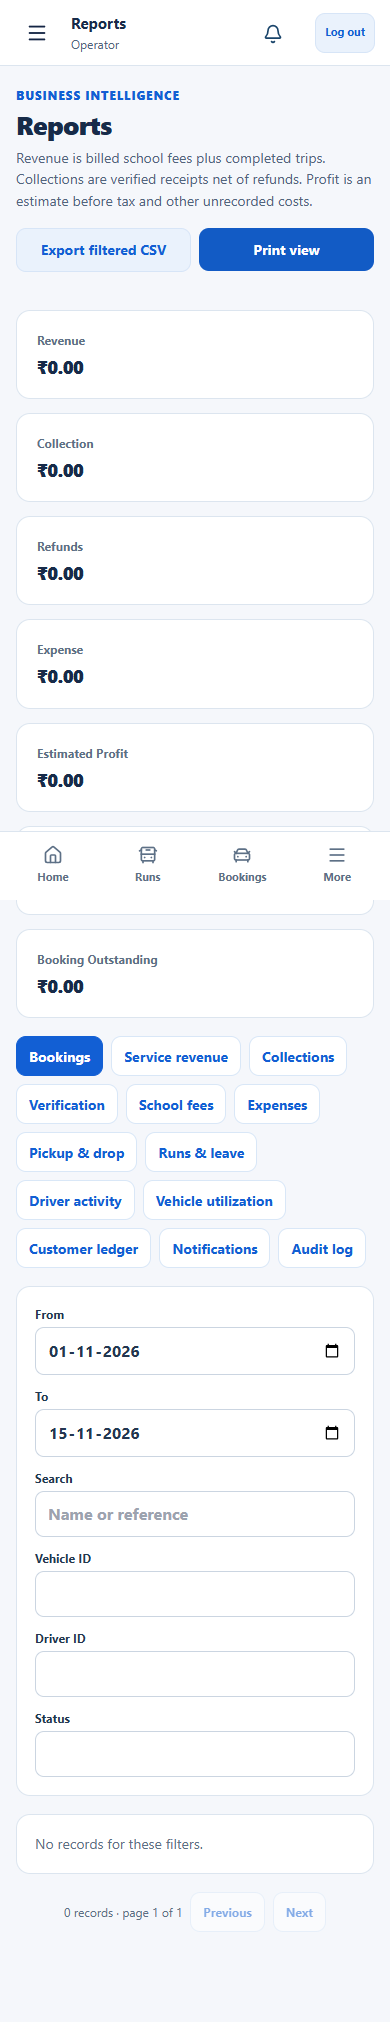 Reports
Operator
Log out
BUSINESS INTELLIGENCE
Reports
Revenue is billed school fees plus completed trips.
Collections are verified receipts net of refunds. Profit is an
estimate before tax and other unrecorded costs.
Export filtered CSV
Print view
Revenue
₹0.00
Collection
₹0.00
Refunds
₹0.00
Expense
₹0.00
Estimated Profit
₹0.00
Home
Runs
Bookings
More
Booking Outstanding
₹0.00
Bookings
Service revenue
Collections
Verification
School fees
Expenses
Pickup & drop
Runs & leave
Driver activity
Vehicle utilization
Customer ledger
Notifications
Audit log
From
01-11-2026
To
15-11-2026
Search
Name or reference
Vehicle ID
Driver ID
Status
No records for these filters.
0 records · page 1 of 1
Previous
Next